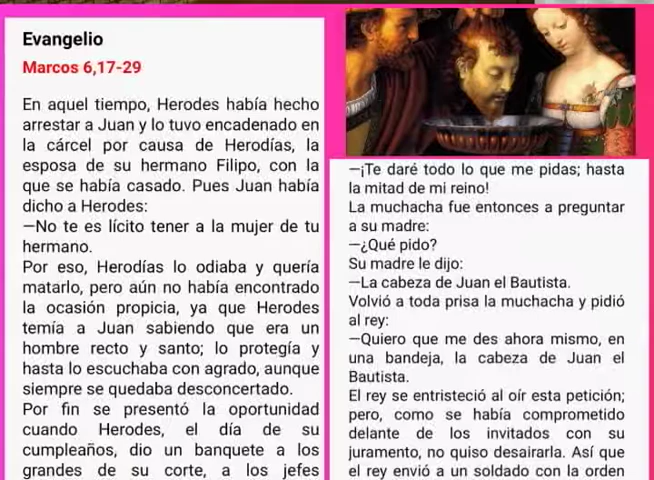 Evangelio
Marcos 6,17-29
En aquel tiempo, Herodes había hecho
arrestar a Juan y lo tuvo encadenado en
la cárcel por causa de Herodías, la
esposa de su hermano Filipo, con la
que se había casado. Pues Juan había
dicho a Herodes:
—No te es lícito tener a la mujer de tu
hermano.
Por eso, Herodías lo odiaba y quería
matarlo, pero aún no había encontrado
la ocasión propicia, ya que Herodes
temía a Juan sabiendo que era un
hombre recto y santo; lo protegía y
hasta lo escuchaba con agrado, aunque
siempre se quedaba desconcertado.
Por fin se presentó la oportunidad
cuando Herodes, el día de su
cumpleaños, dio un banquete a los
grandes de su corte, a los jefes
—¡Te daré todo lo que me pidas; hasta
la mitad de mi reino!
La muchacha fue entonces a preguntar
a su madre:
—¿Qué pido?
Su madre le dijo:
—La cabeza de Juan el Bautista.
Volvió a toda prisa la muchacha y pidió
al rey:
—Quiero que me des ahora mismo, en
una bandeja, la cabeza de Juan el
Bautista.
El rey se entristeció al oír esta petición;
pero, como se había comprometido
delante de los invitados con su
juramento, no quiso desairarla. Así que
el rey envió a un soldado con la orden